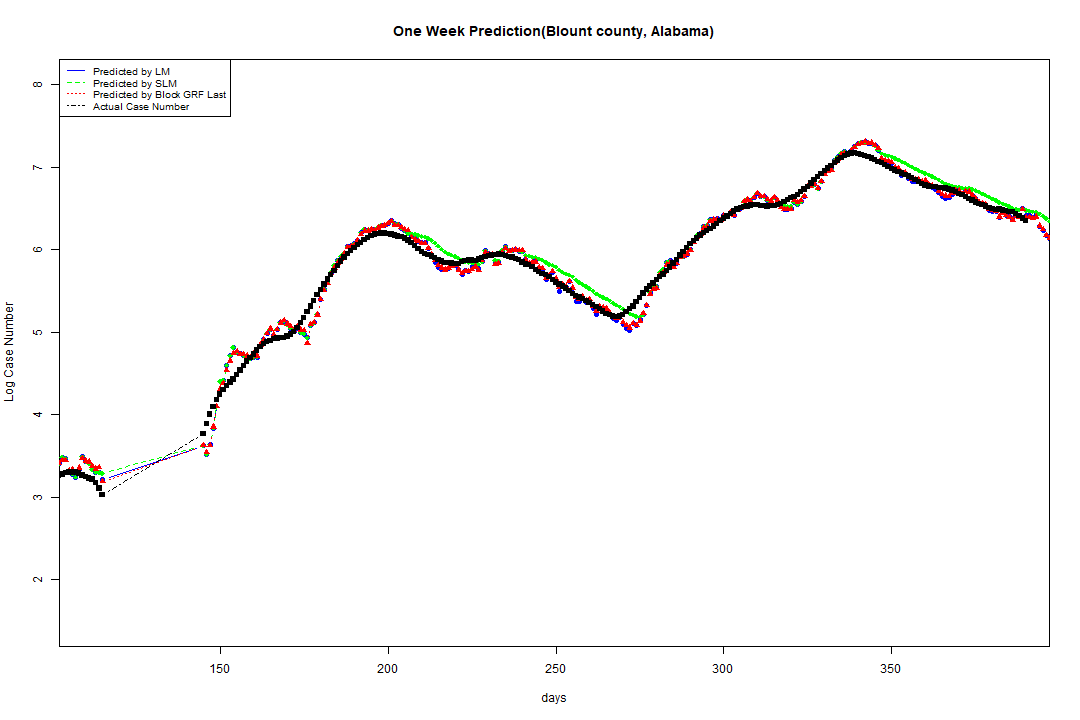 One Week Prediction(Blount county, Alabama)
Predicted by LM
Predicted by SLM
Predicted by Block GRF Last
Actual Case Number
8
7
6
5
4
3
2
Log Case Number
150 200 250 300 350
days